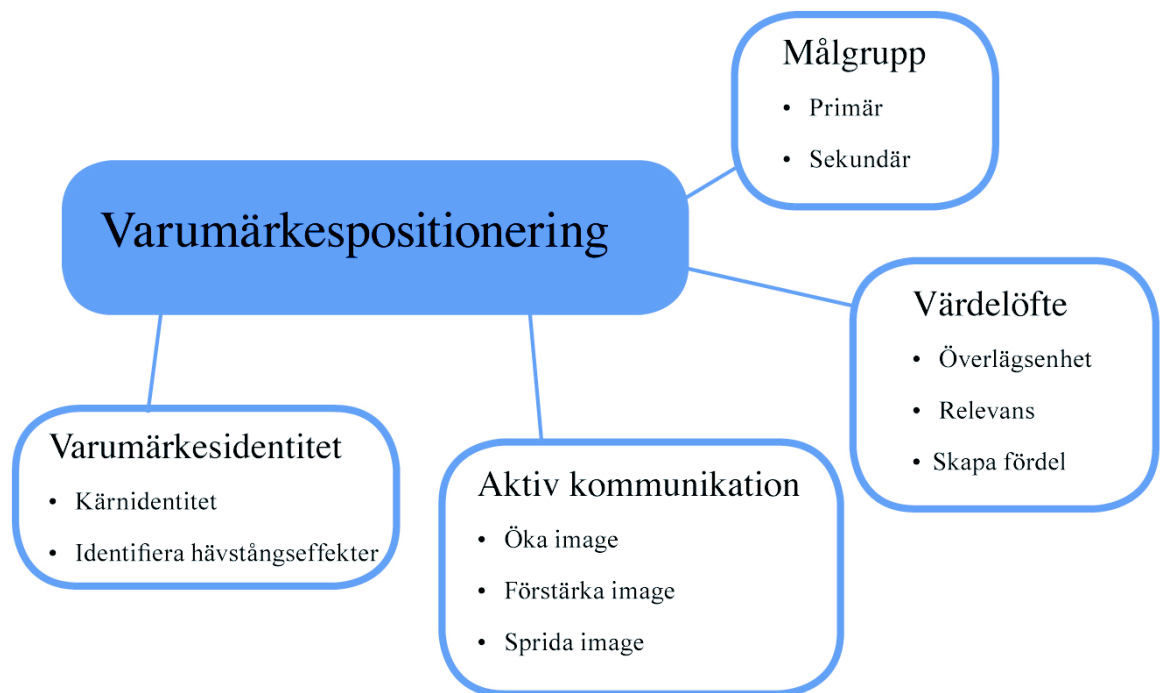 Målgrupp
• Primär
• Sekundär
Varumärkespositionering
Värdelöfte
• Överlägsenhet
• Relevans
• Skapa fördel
Varumärkesidentitet
• Kärnidentitet
• Identifiera hävstångseffekter
Aktiv kommunikation
• Öka image
• Förstärka image
• Sprida image